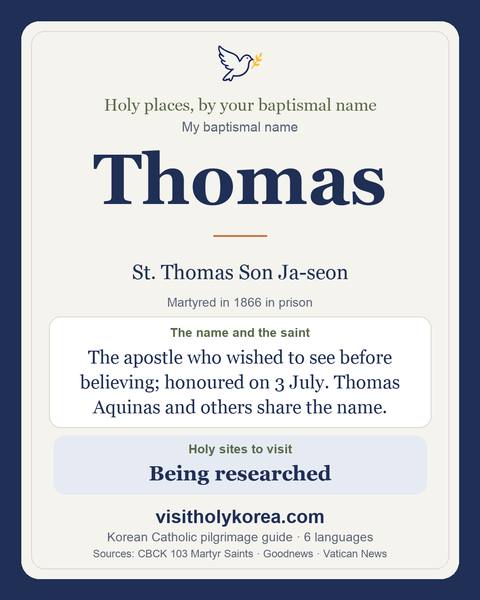 Holy places, by your baptismal name
My baptismal name
Thomas
St. Thomas Son Ja-seon
Martyred in 1866 in prison
The name and the saint
The apostle who wished to see before
believing; honoured on 3 July. Thomas
Aquinas and others share the name.
Holy sites to visit
Being researched
visitholykorea.com
Korean Catholic pilgrimage guide · 6 languages
Sources: CBCK 103 Martyr Saints · Goodnews · Vatican News